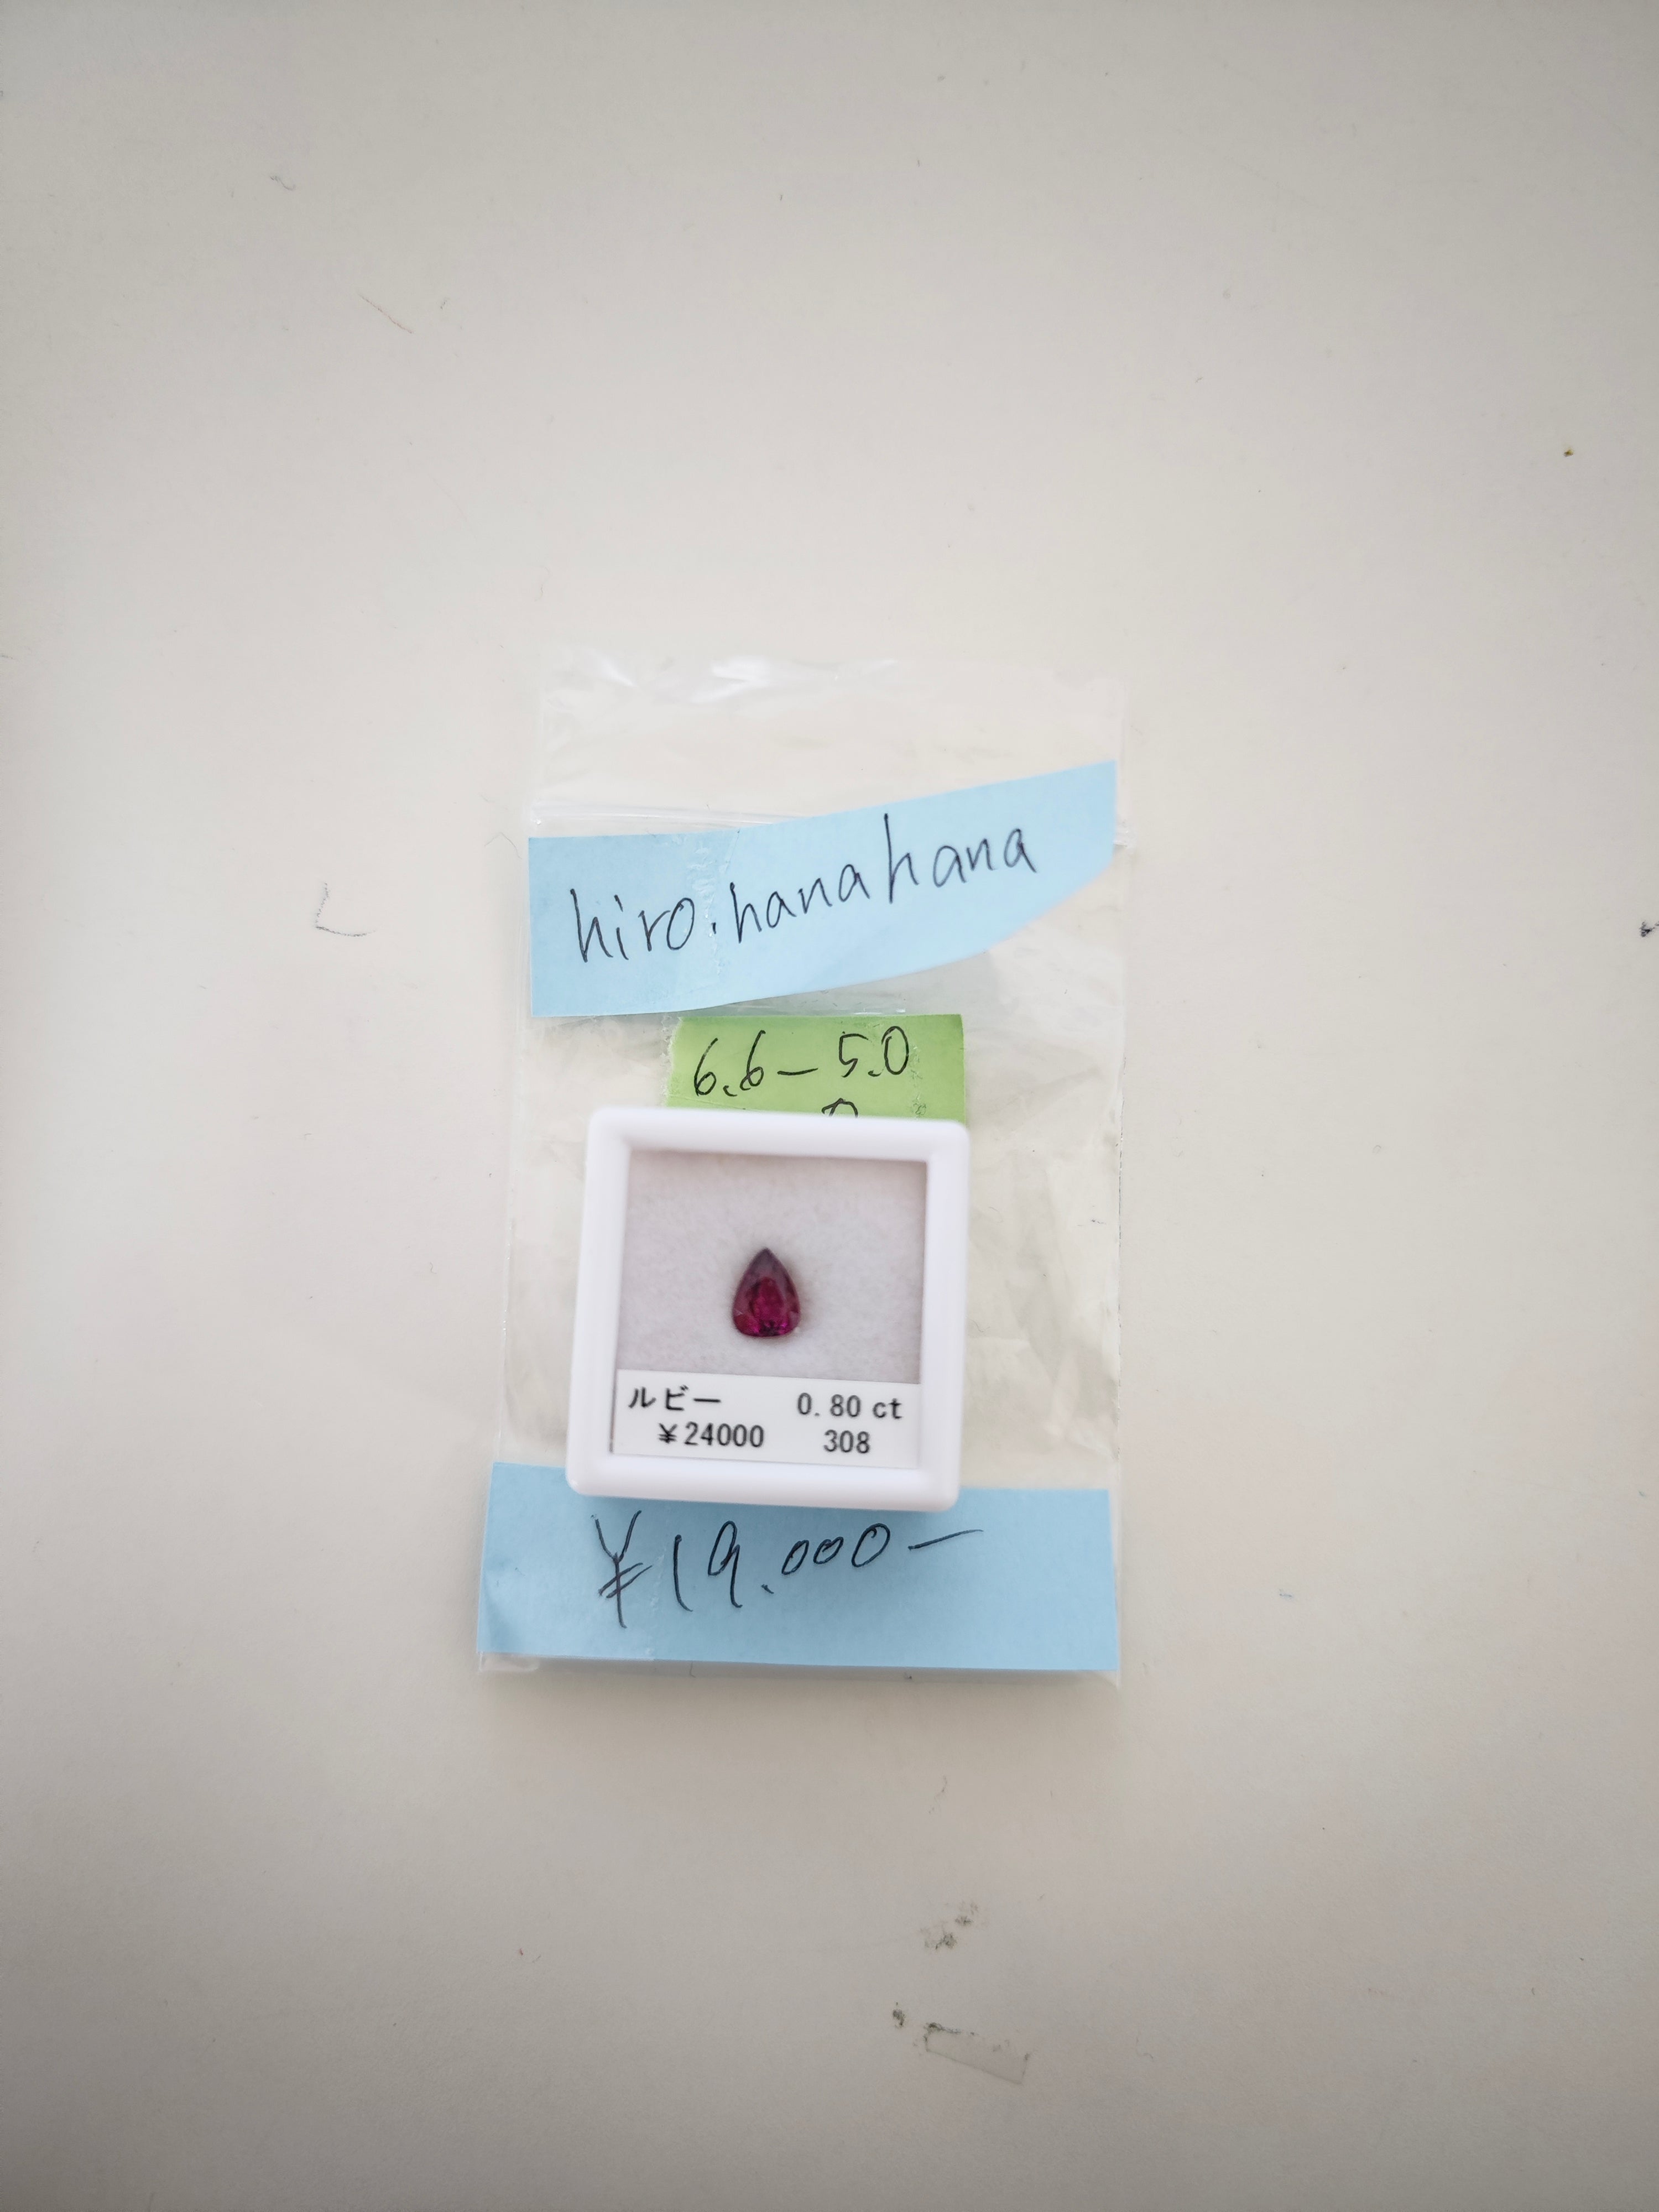 hiro.hanahana
6.6-5.0
ルビー 0.80 ct
¥24000 308
¥19.000-